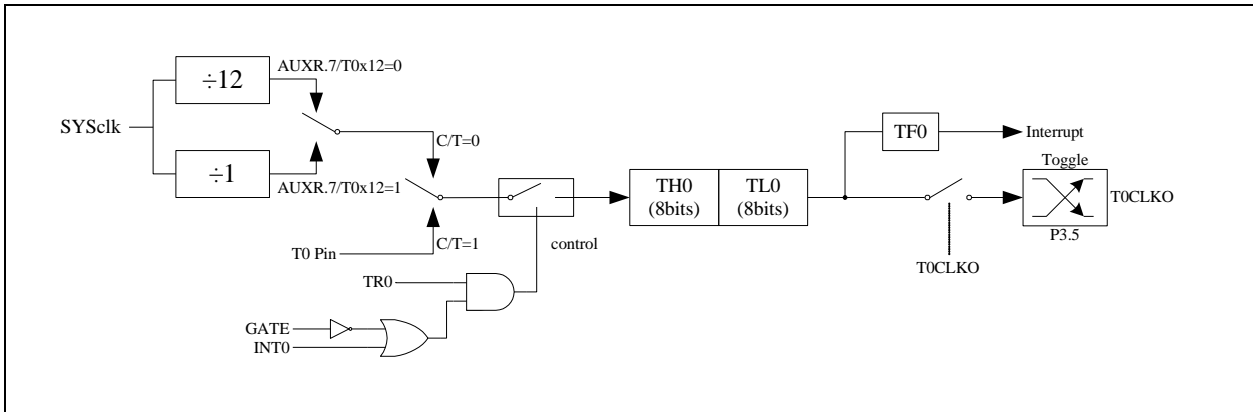 ÷12
AUXR.7/T0x12=0
SYSclk
÷1
AUXR.7/T0x12=1
C/T=0
T0 Pin
C/T=1
control
TR0
GATE
INT0
TH0
(8bits)
TL0
(8bits)
TF0
Interrupt
Toggle
T0CLKO
P3.5
T0CLKO